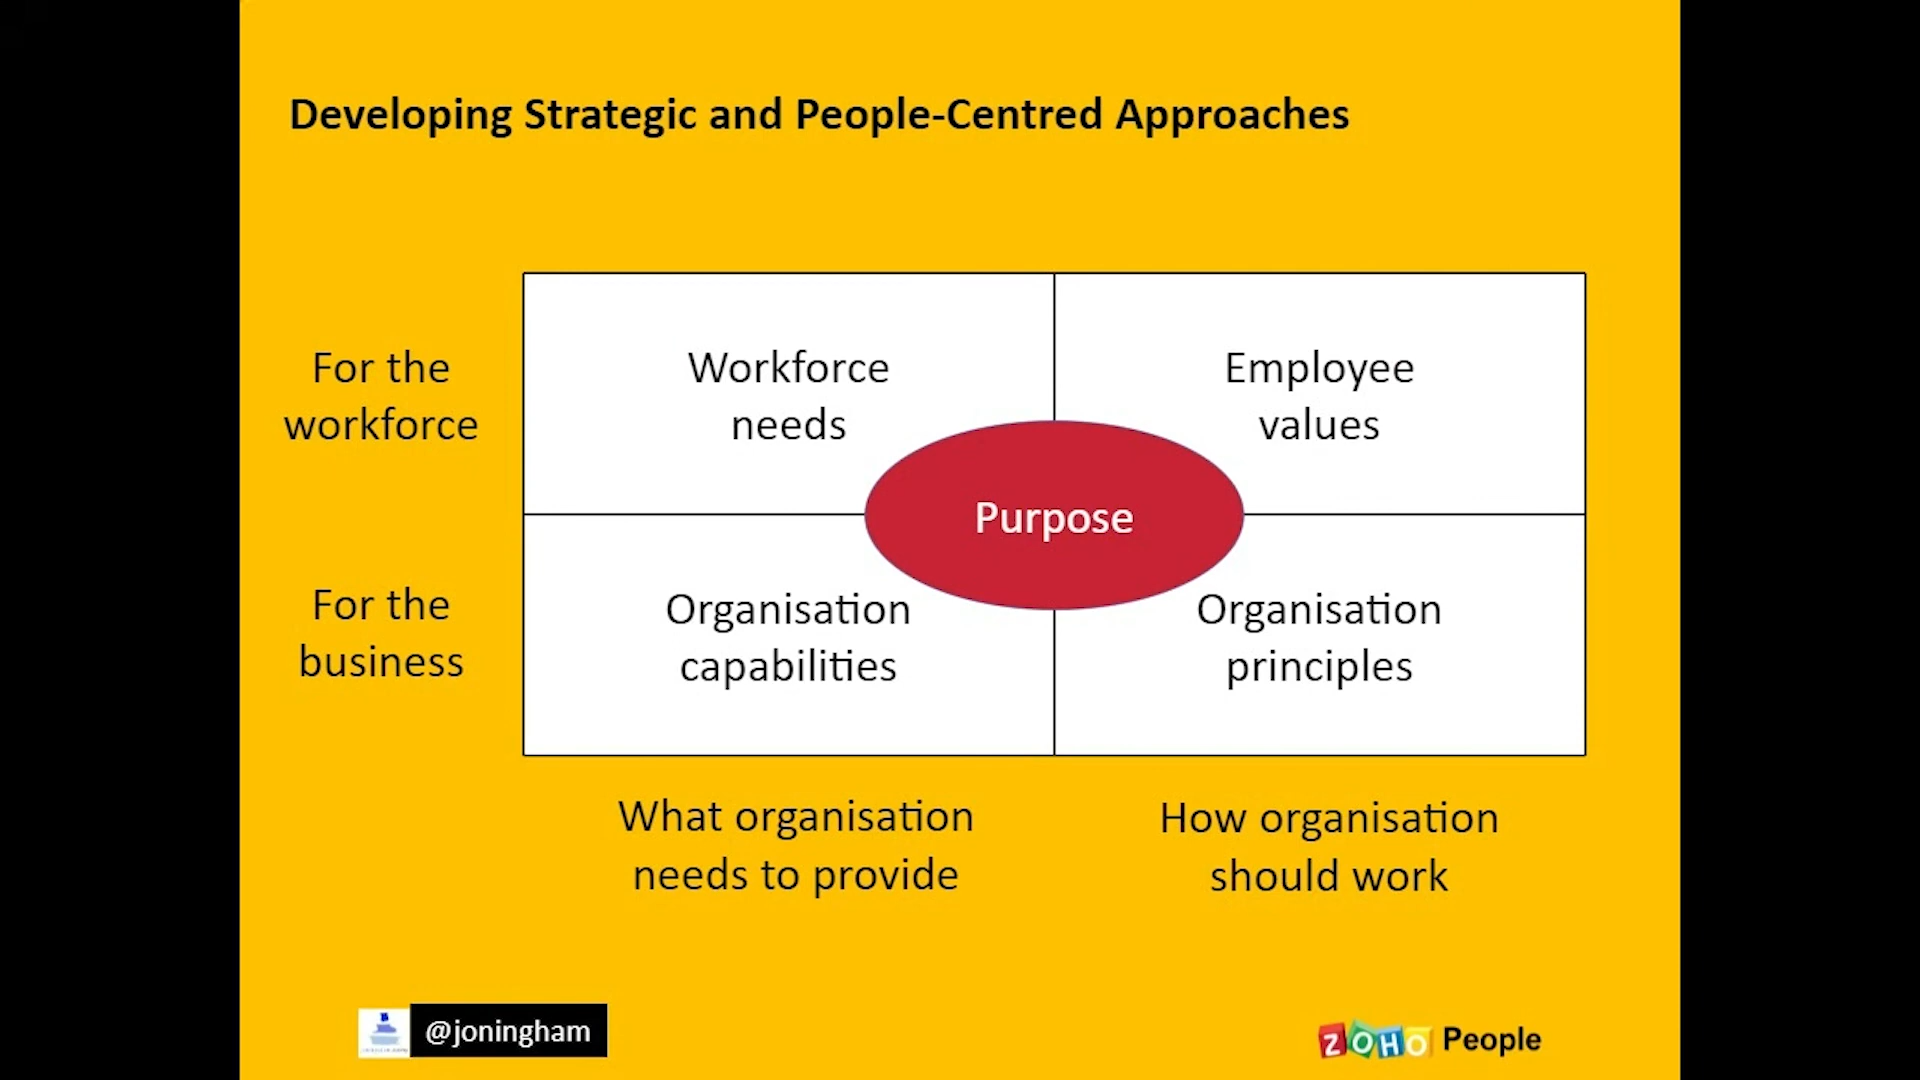 Developing Strategic and People-Centred Approaches
For the
workforce
Workforce
needs
Employee
values
Purpose
For the
business
Organisation
capabilities
Organisation
principles
What organisation
needs to provide
How organisation
should work
@joningham
ZOHO People